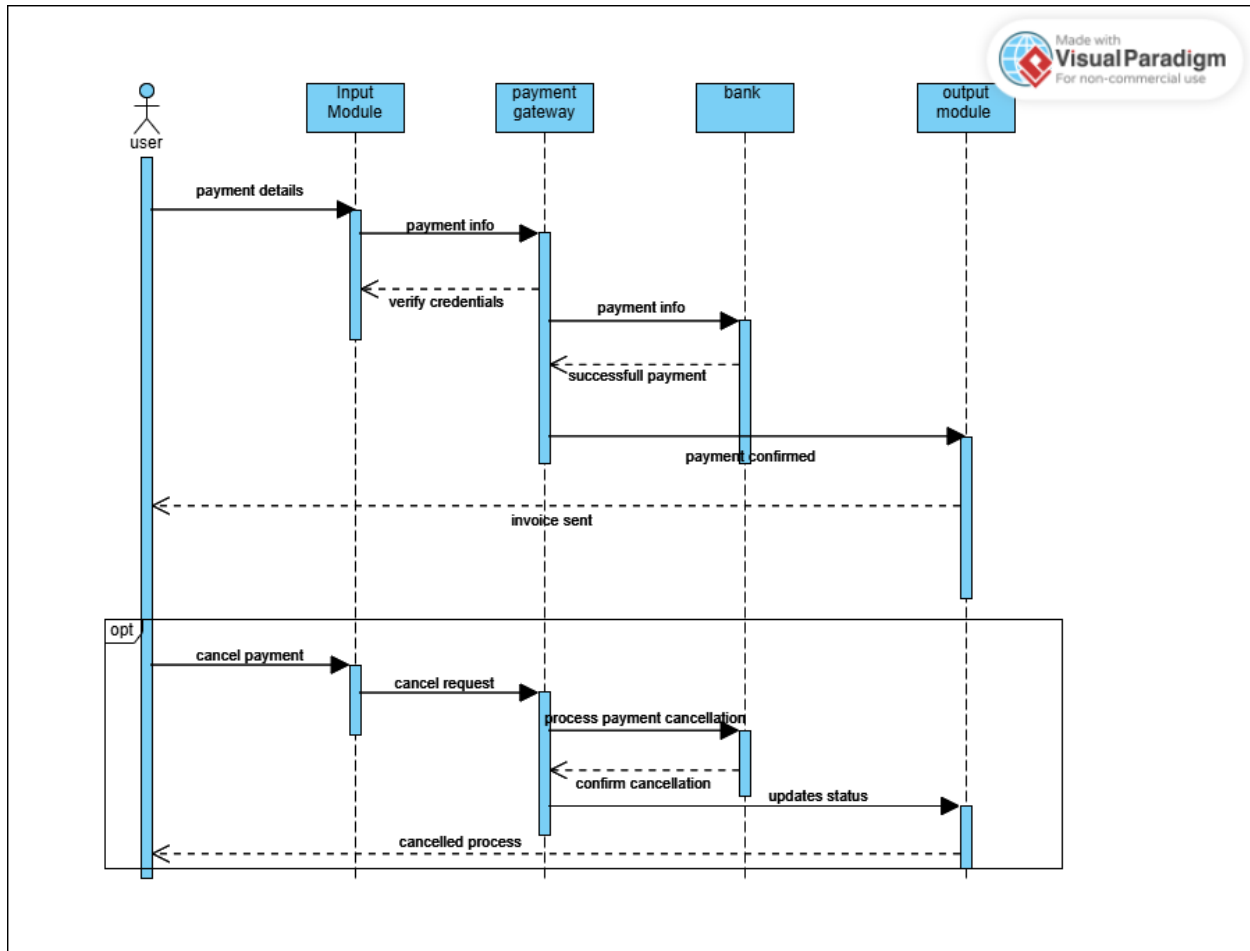 Made with
Visual Paradigm
For non-commercial use
user
Input
Module
payment
gateway
bank
output
module
payment details
payment info
verify credentials
payment info
successfull payment
payment confirmed
invoice sent
opt
cancel payment
cancel request
process payment cancellation
confirm cancellation
updates status
cancelled process